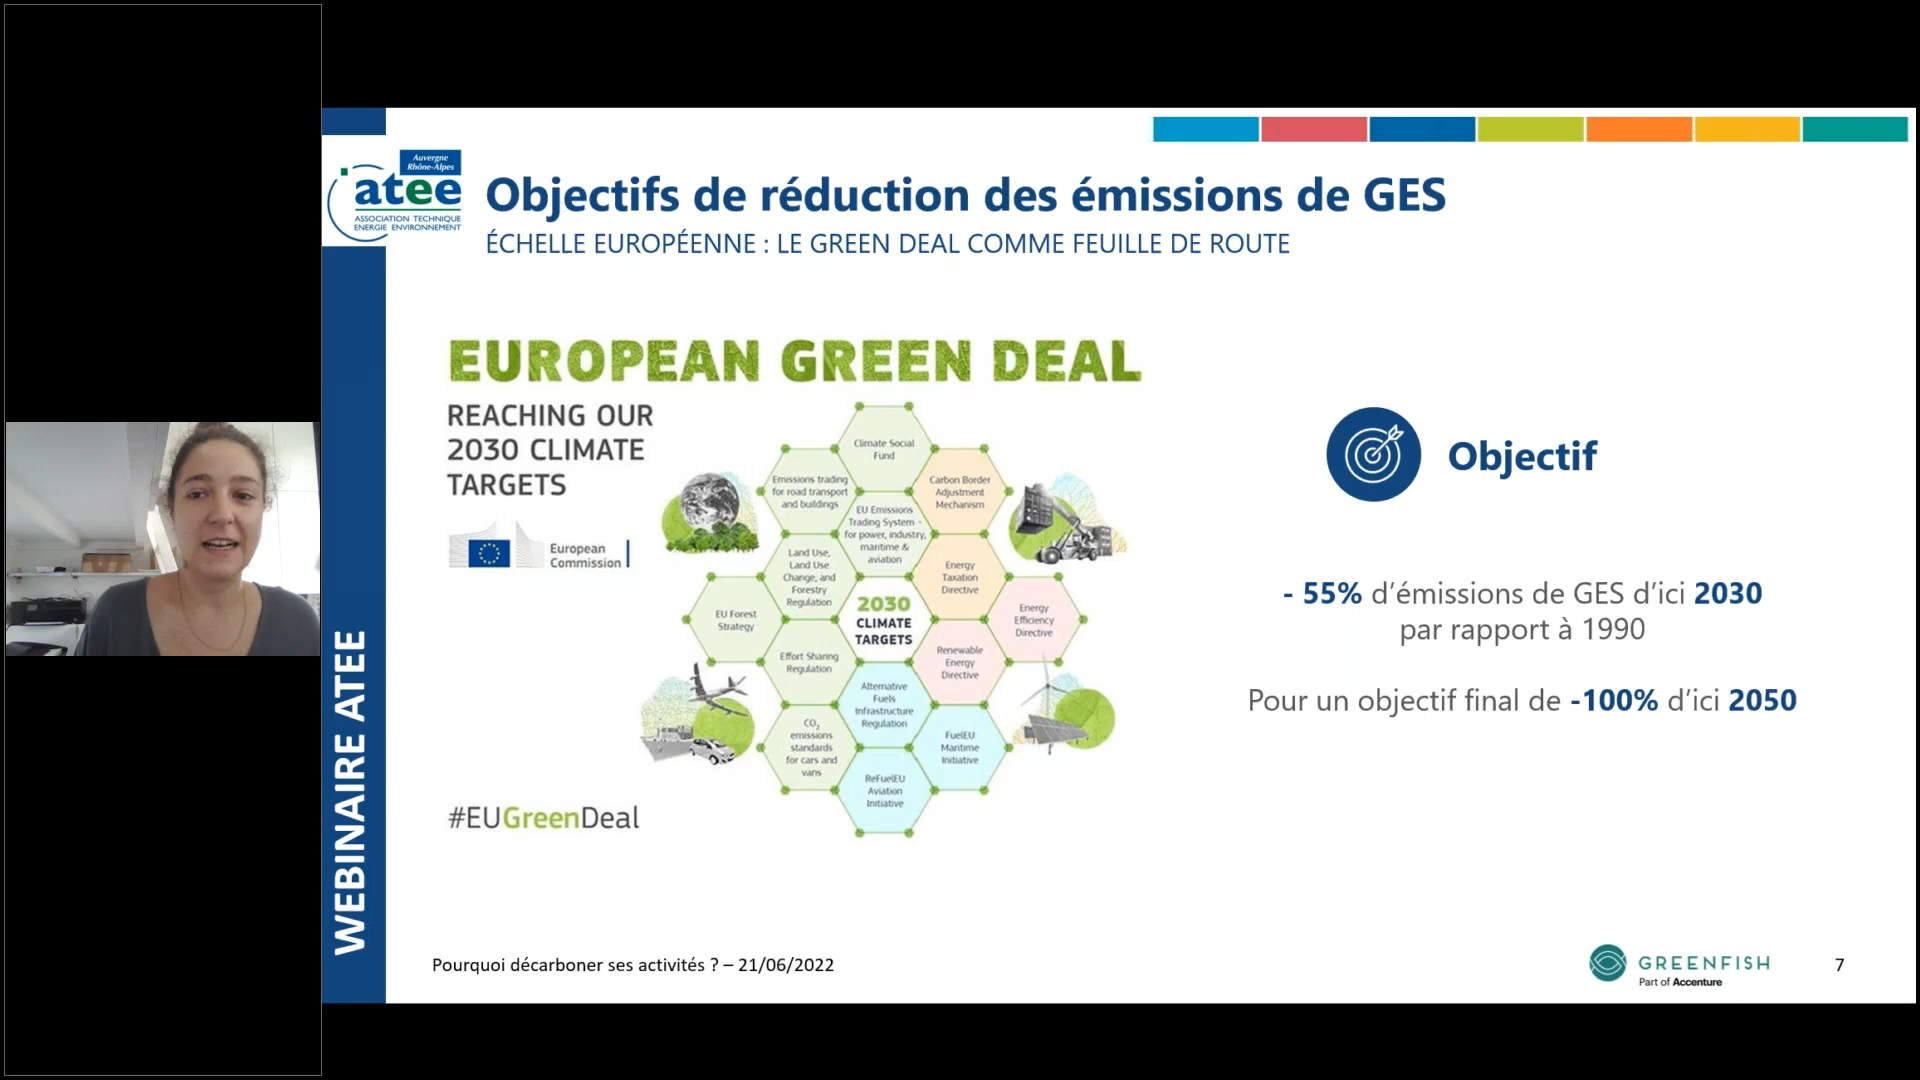 Auvergne
Rhône-Alpes
atee
ASSOCIATION TECHNIQUE
ENERGIE ENVIRONNEMENT
WEBINAIRE ATEE
Objectifs de réduction des émissions de GES
ÉCHELLE EUROPÉENNE : LE GREEN DEAL COMME FEUILLE DE ROUTE
EUROPEAN GREEN DEAL
REACHING OUR
2030 CLIMATE
TARGETS
European
Commission
Climate Social
Fund
Emissions trading
for road transport
and buildings
Carbon Border
Adjustment
Mechanism
EU Emissions
Trading System -
for power, industry,
maritime &
aviation
Land Use,
Land Use
Change, and
Forestry
Regulation
Energy
Taxation
Directive
EU Forest
Strategy
2030
CLIMATE
TARGETS
Energy
Efficiency
Directive
Effort Sharing
Regulation
Renewable
Energy
Directive
Alternative
Fuels
Infrastructure
Regulation
CO2
emissions
standards
for cars and
vans
FuelEU
Maritime
Initiative
ReFuelEU
Aviation
Initiative
#EUGreenDeal
Objectif
- 55% d’émissions de GES d’ici 2030
par rapport à 1990
Pour un objectif final de -100% d’ici 2050
Pourquoi décarboner ses activités ? – 21/06/2022
GREENFISH
Part of Accenture
7